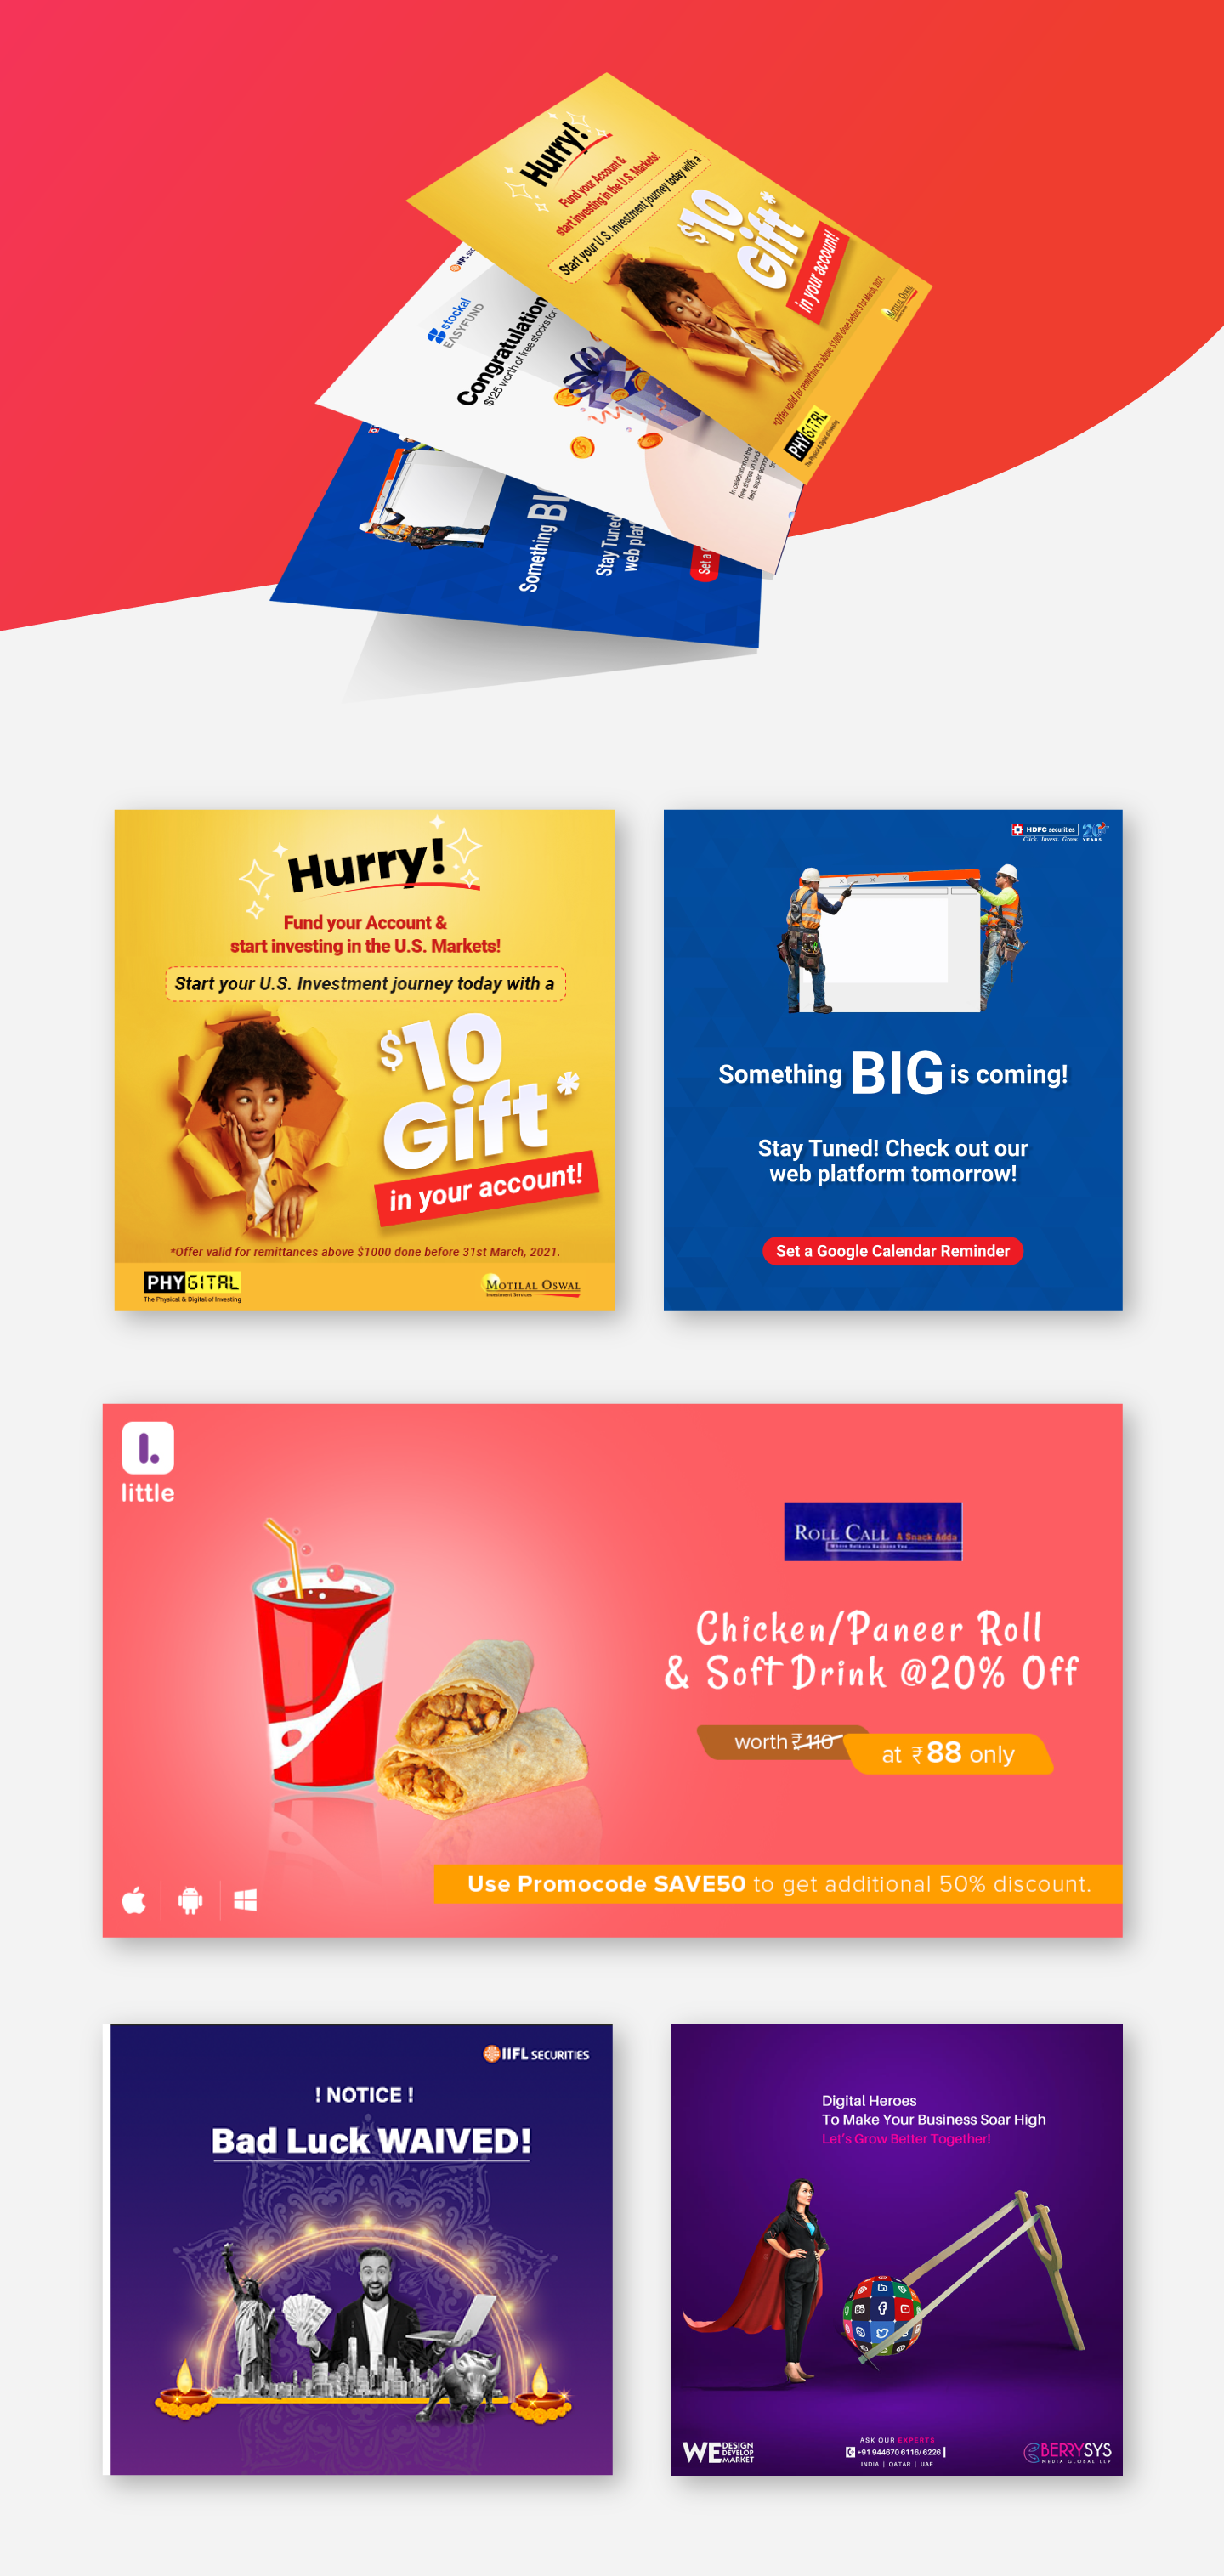 Hurry!
Fund your Account &
start investing in the U.S. Markets!
Start your U.S. Investment journey today with a
$10
Gift*
in your account!
*Offer valid for remittances above $1000 done before 31st March, 2021.
PHYGITAL
The Physical & Digital of Investing
MOTILAL OSWAL
IIFL
stockal
EASYFUND
Congratulation
$125 worth of free stocks for
Something
Stay Tuned
web plat
Set a
Hurry!
Fund your Account &
start investing in the U.S. Markets!
Start your U.S. Investment journey today with a
$10
Gift*
in your account!
*Offer valid for remittances above $1000 done before 31st March, 2021.
PHYGITAL
The Physical & Digital of Investing
MOTILAL OSWAL
Investment Services
HDFC securities
Click. Invest. Grow.
20
YEARS
Something BIG is coming!
Stay Tuned! Check out our
web platform tomorrow!
Set a Google Calendar Reminder
l.
little
ROLL CALL A Snack Adda
Chicken/Paneer Roll
& Soft Drink @20% Off
worth ₹110
at ₹88 only
Use Promocode SAVE50 to get additional 50% discount.
IIFL SECURITIES
! NOTICE !
Bad Luck WAIVED!
Digital Heroes
To Make Your Business Soar High
Let's Grow Better Together!
WE DESIGN
DEVELOP
MARKET
ASK OUR EXPERTS
+91 944670 6116/ 6226
INDIA | QATAR | UAE
BERRYSYS
MEDIA GLOBAL LLP